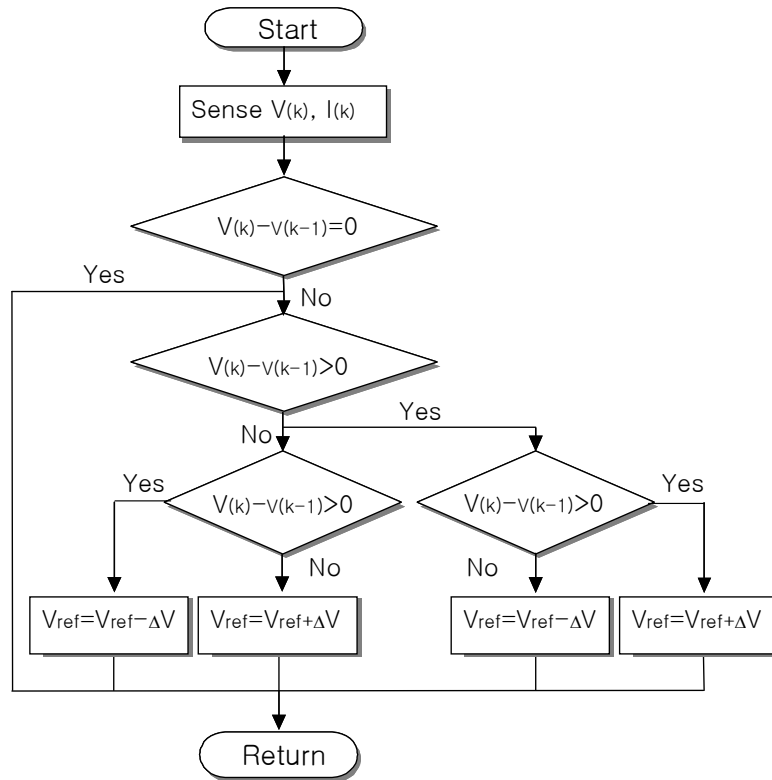 Start
Sense V(k), I(k)
V(k)-V(k-1)=0
Yes
No
V(k)-V(k-1)>0
Yes
No
Yes
V(k)-V(k-1)>0
V(k)-V(k-1)>0
Yes
No
No
Vref=Vref-ΔV
Vref=Vref+ΔV
Vref=Vref-ΔV
Vref=Vref+ΔV
Return